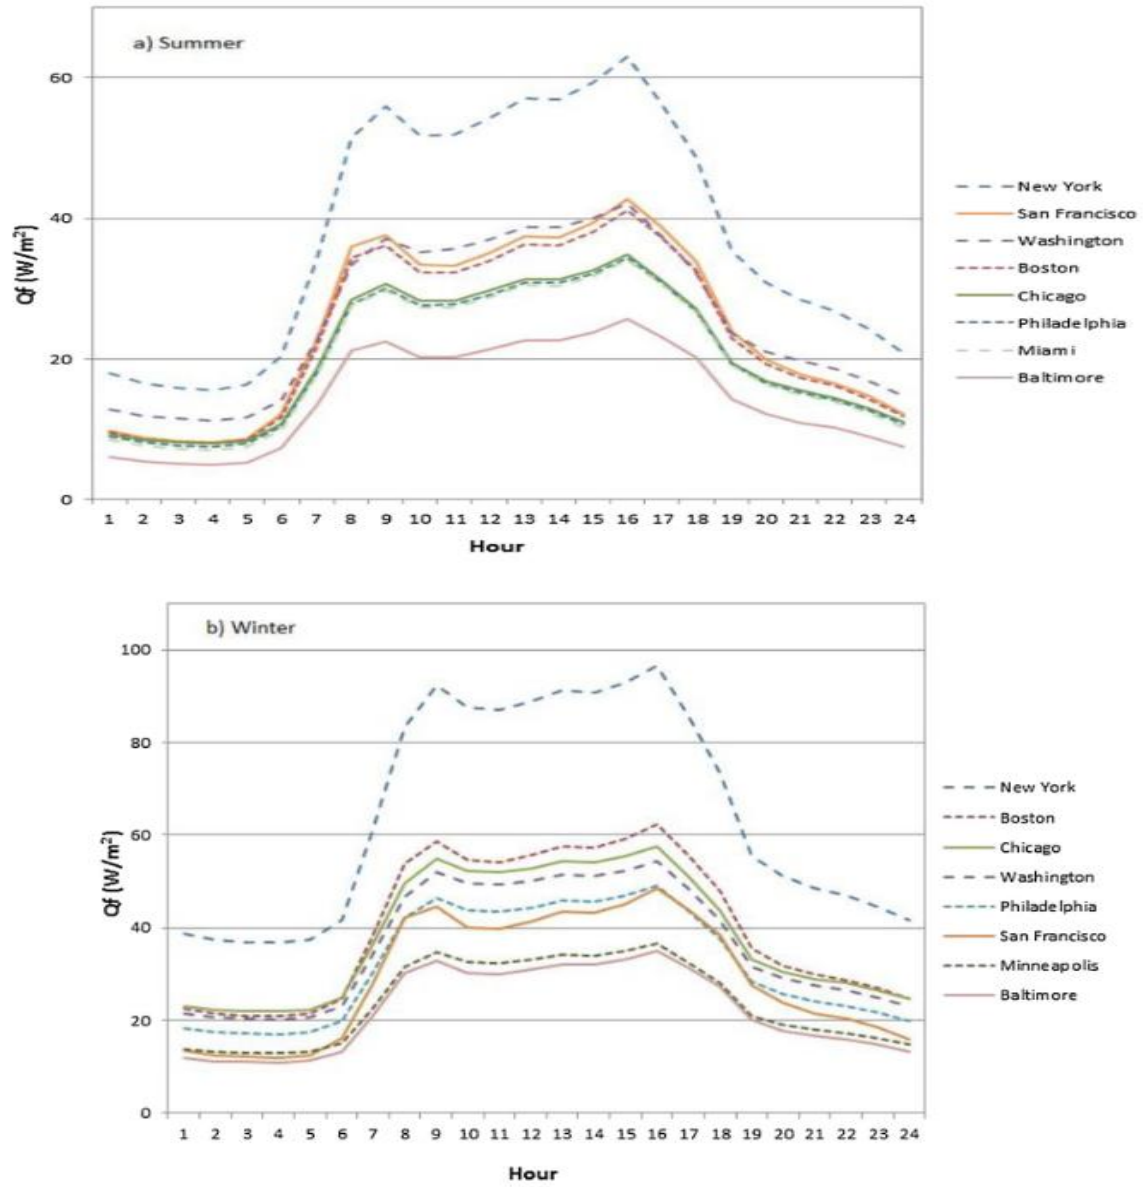 a) Summer
60
40
20
0
Qf (W/m²)
1 2 3 4 5 6 7 8 9 10 11 12 13 14 15 16 17 18 19 20 21 22 23 24
Hour
New York
San Francisco
Washington
Boston
Chicago
Philadelphia
Miami
Baltimore
b) Winter
100
80
60
40
20
0
Qf (W/m²)
1 2 3 4 5 6 7 8 9 10 11 12 13 14 15 16 17 18 19 20 21 22 23 24
Hour
New York
Boston
Chicago
Washington
Philadelphia
San Francisco
Minneapolis
Baltimore